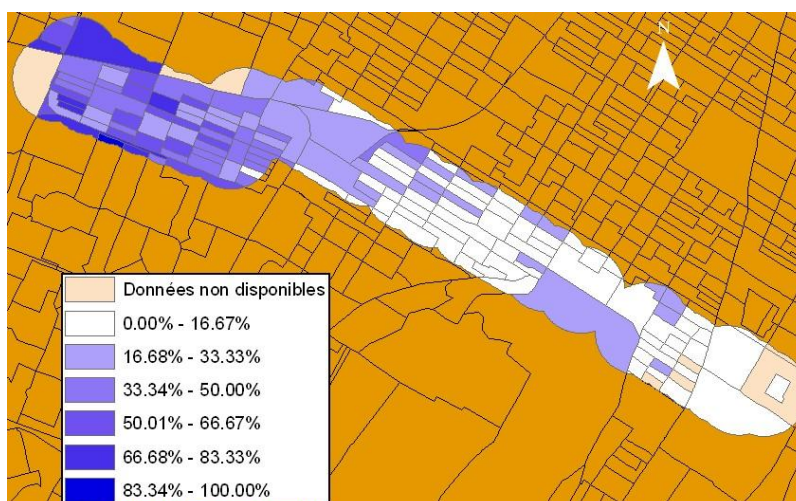 N
Données non disponibles
0.00% - 16.67%
16.68% - 33.33%
33.34% - 50.00%
50.01% - 66.67%
66.68% - 83.33%
83.34% - 100.00%